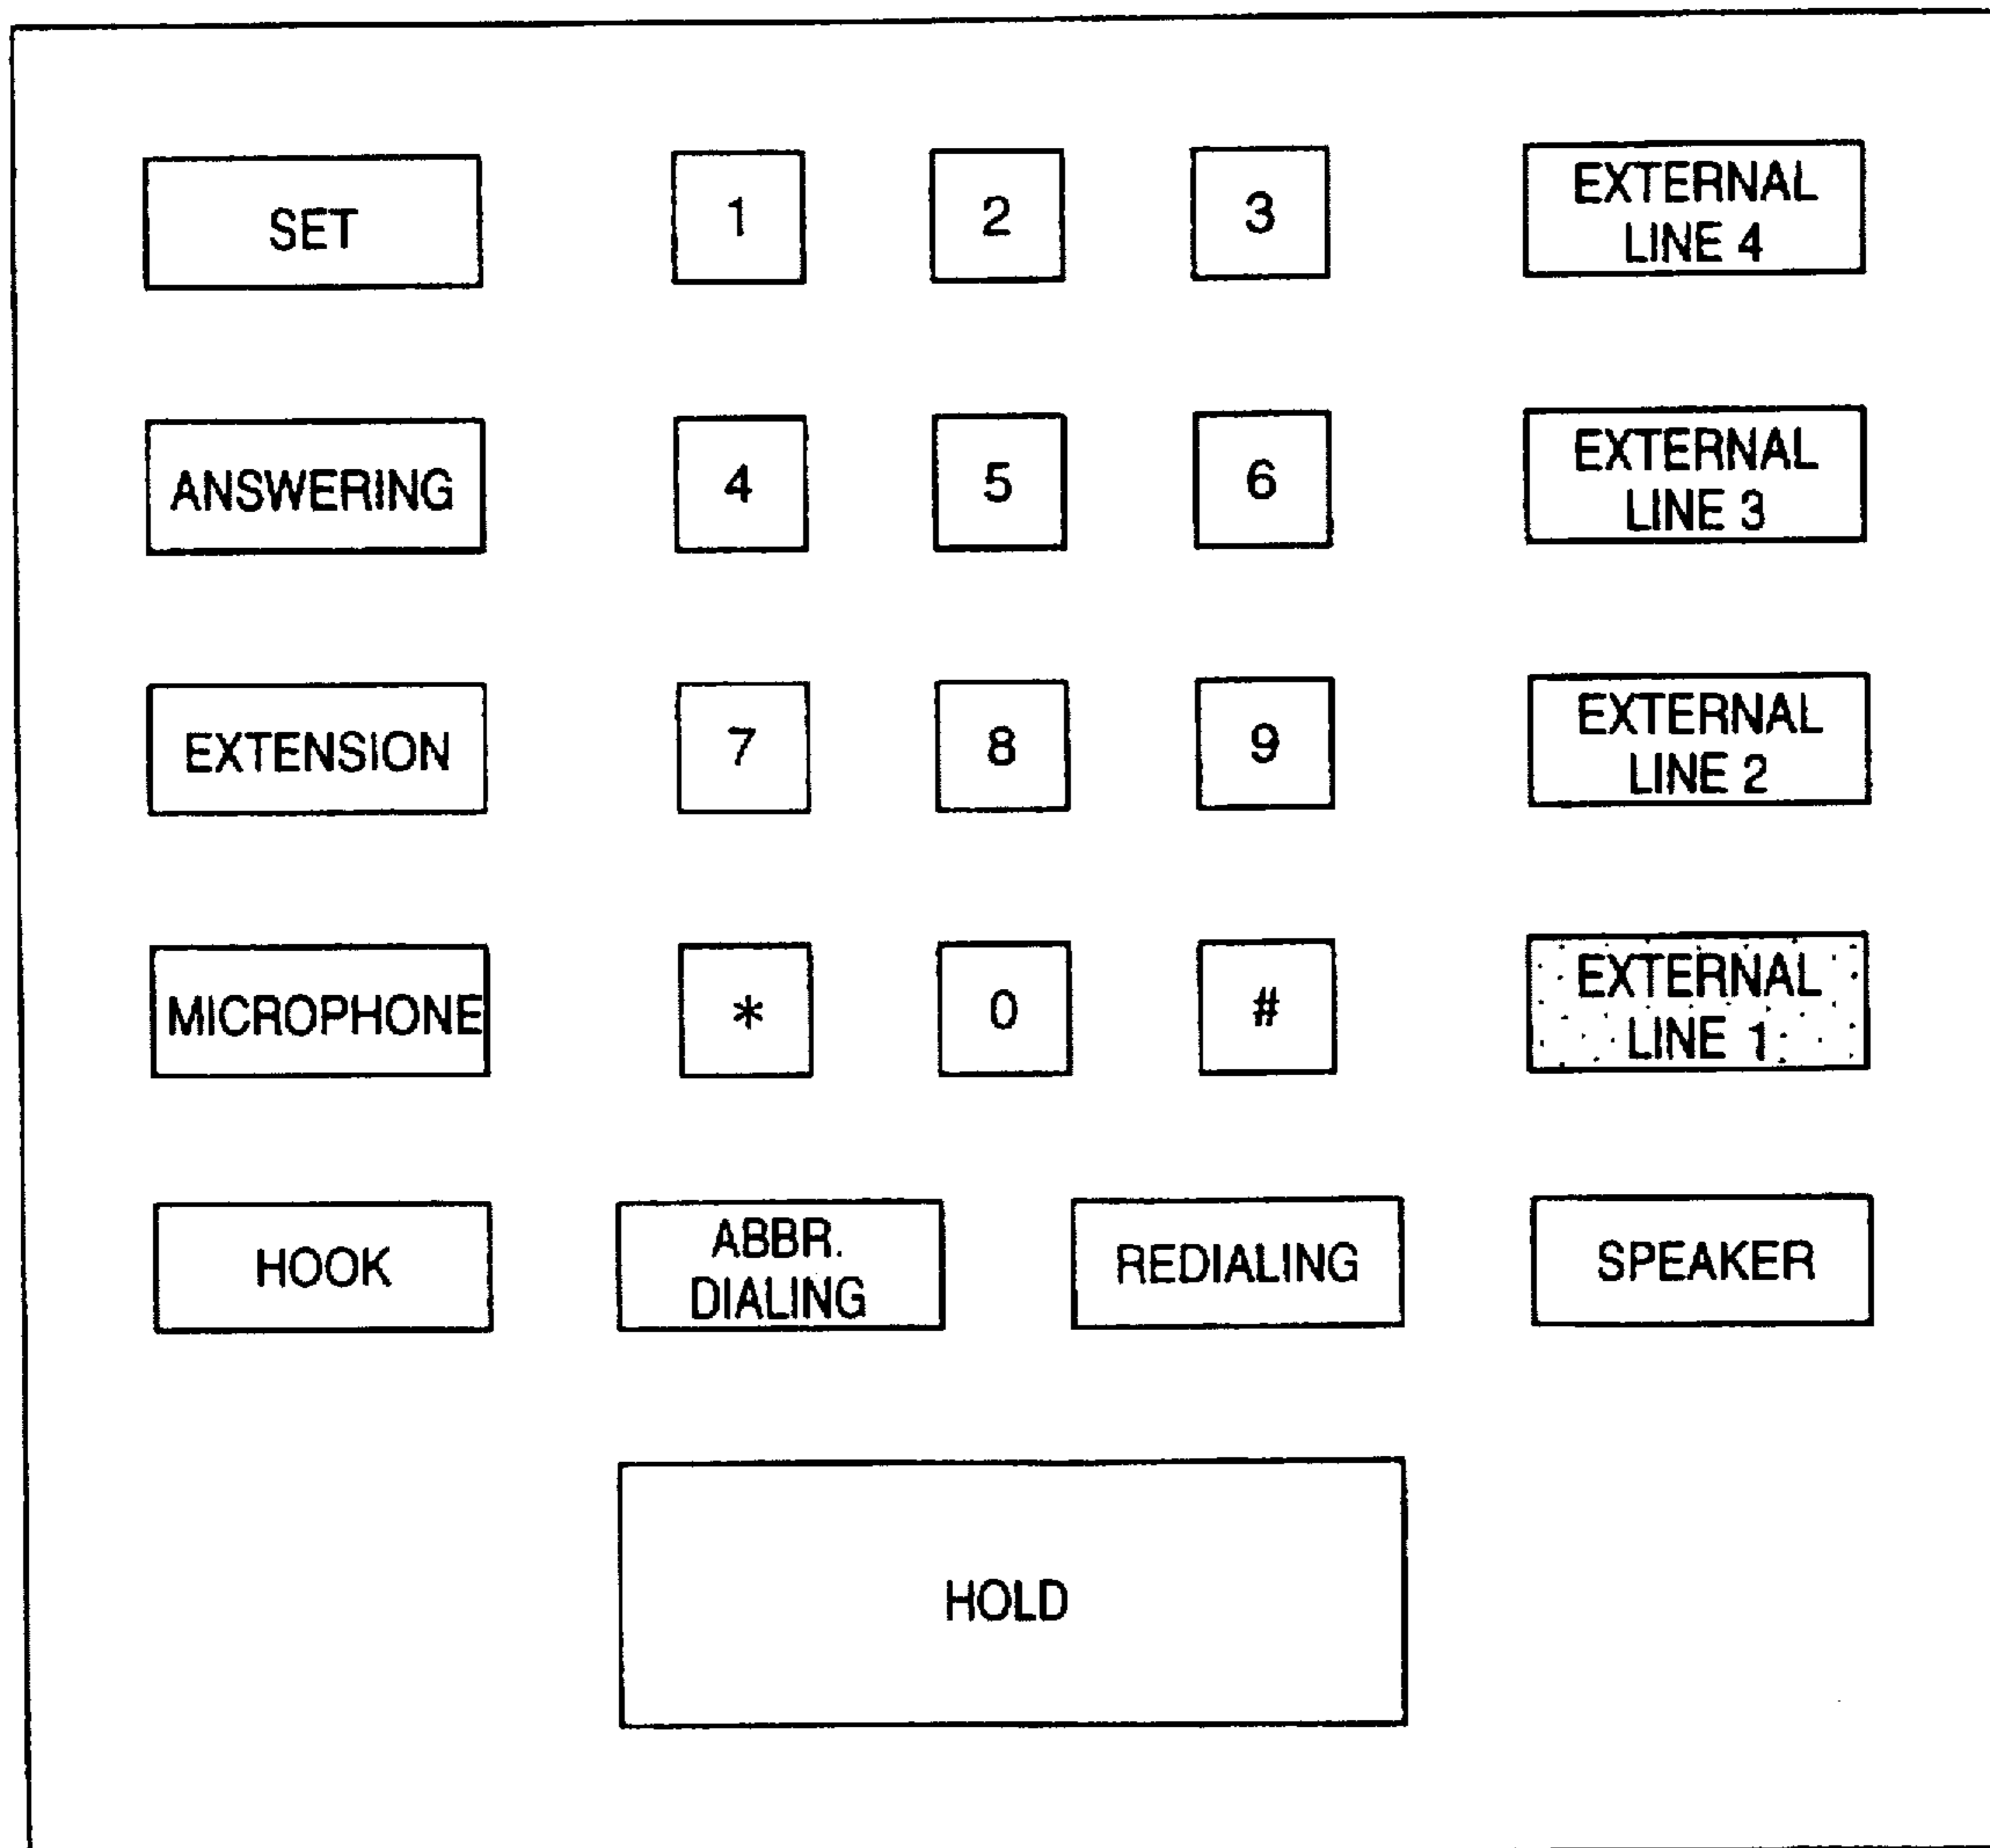 SET
1
2
3
EXTERNAL
LINE 4
ANSWERING
4
5
6
EXTERNAL
LINE 3
EXTENSION
7
8
9
EXTERNAL
LINE 2
MICROPHONE
*
0
#
EXTERNAL
LINE 1
HOOK
ABBR.
DIALING
REDIALING
SPEAKER
HOLD